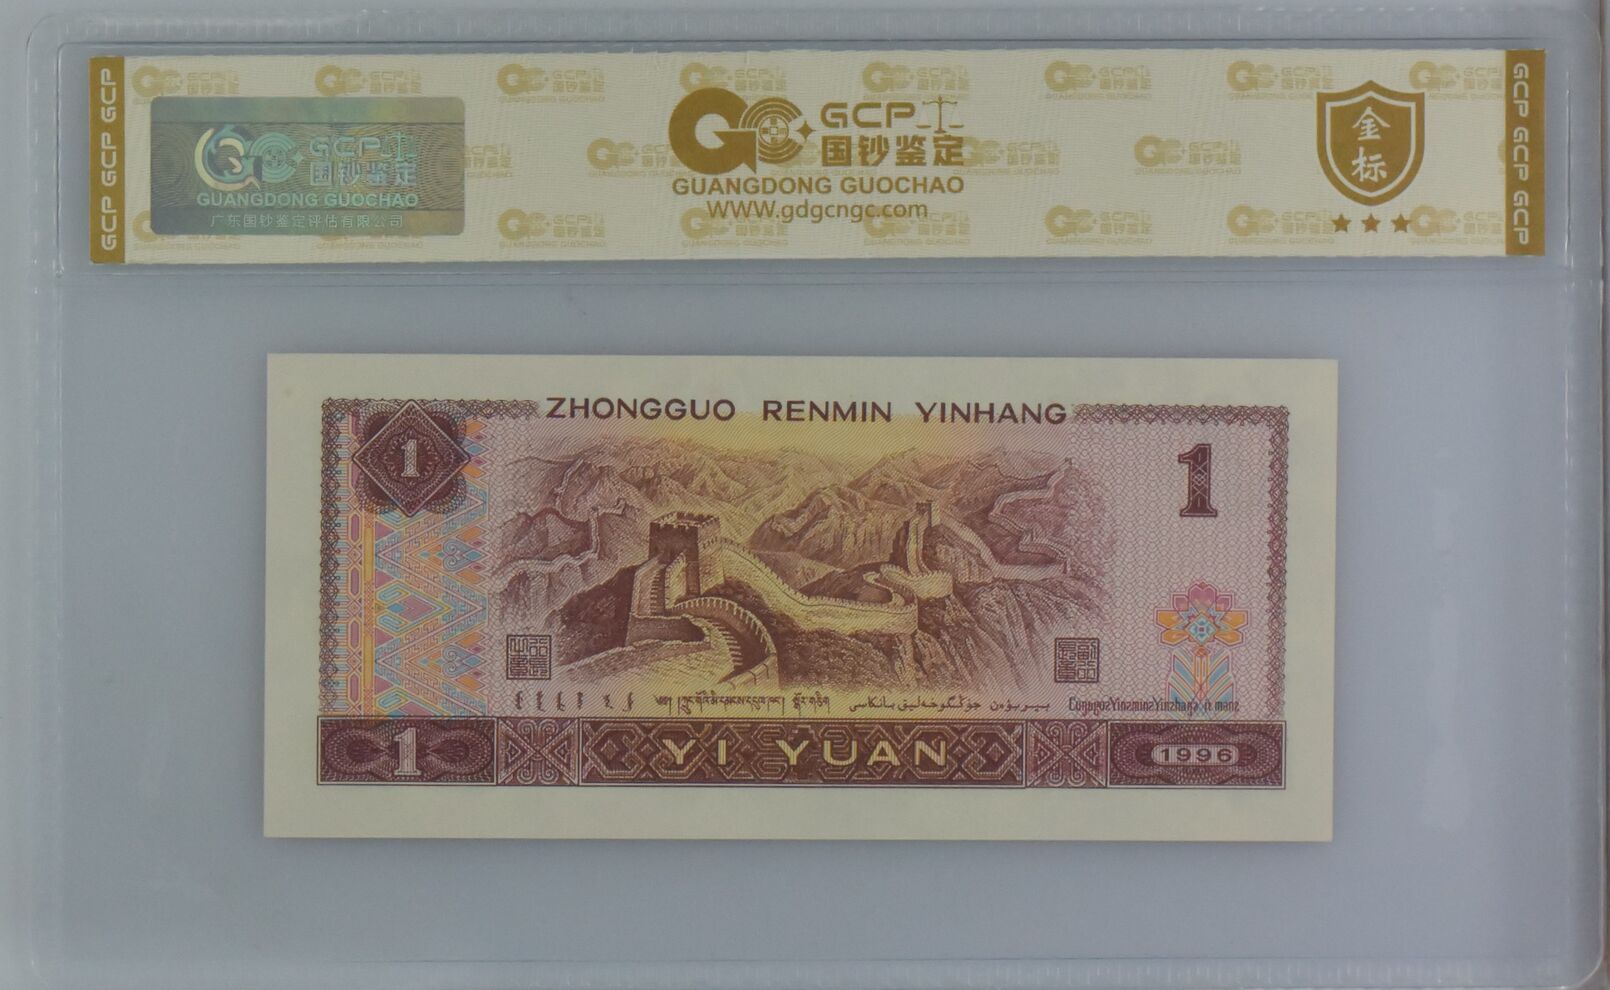 GCP GCP GCP
GCP
国钞鉴定
GUANGDONG GUOCHAO
广东国钞鉴定评估有限公司
GCP
国钞鉴定
GUANGDONG GUOCHAO
WWW.gdgcngc.com
金标
GCP GCP GCP
ZHONGGUO RENMIN YINHANG
1
1
1
YI YUAN
1996